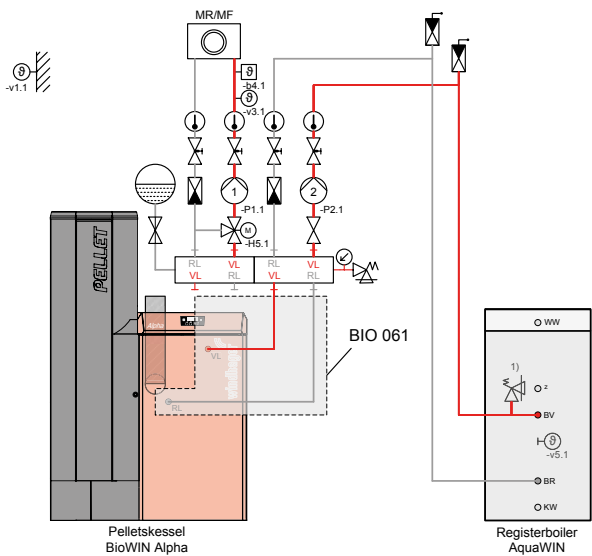 MR/MF
ϑ
-v1.1
ϑ
-b4.1
ϑ
-v3.1
1
2
-P1.1
-P2.1
M
-H5.1
RL
VL
RL
VL
VL
RL
VL
RL
PELLET
Alpha
BIO 061
VL
RL
WW
1)
Z
BV
ϑ
-v5.1
BR
KW
Pelletskessel
BioWIN Alpha
Registerboiler
AquaWIN